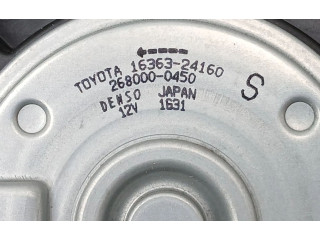 TOYOTA 16363-24160
268000-0450
DENSO JAPAN
12V 1631
S